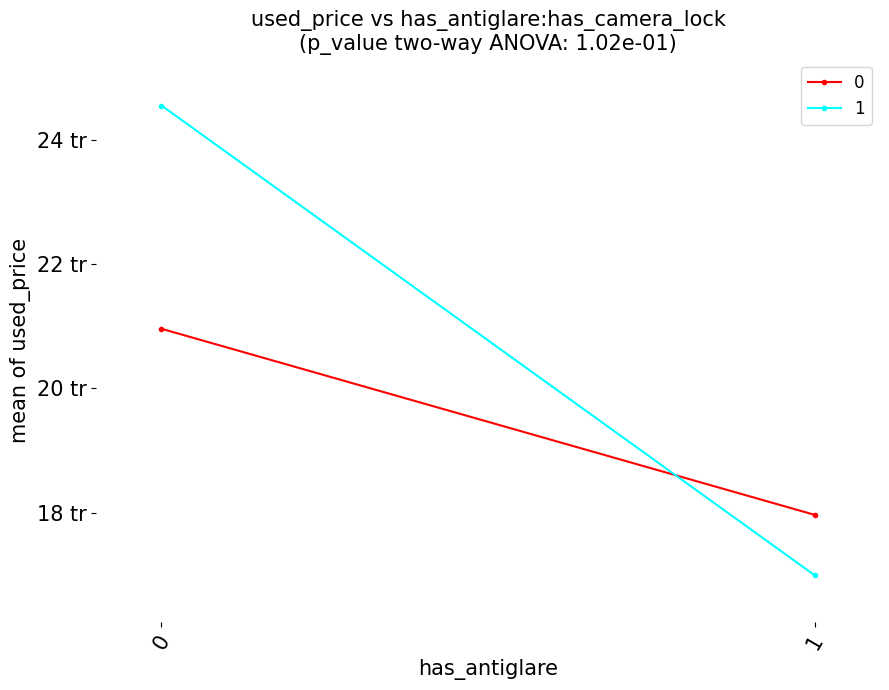 used_price vs has_antiglare:has_camera_lock
(p_value two-way ANOVA: 1.02e-01)
0
1
24 tr
22 tr
20 tr
18 tr
mean of used_price
0
1
has_antiglare